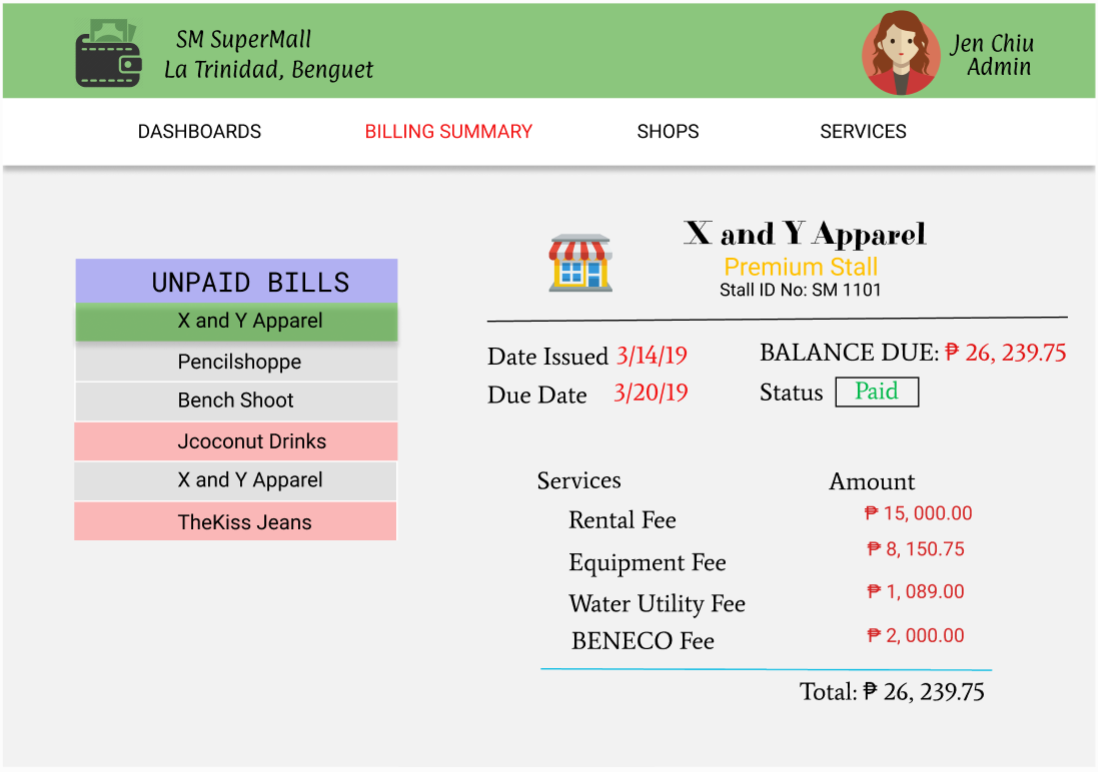 SM SuperMall
La Trinidad, Benguet
Jen Chiu
Admin
DASHBOARDS BILLING SUMMARY SHOPS SERVICES
UNPAID BILLS
X and Y Apparel
Pencilshoppe
Bench Shoot
Jcoconut Drinks
X and Y Apparel
TheKiss Jeans
X and Y Apparel
Premium Stall
Stall ID No: SM 1101
Date Issued 3/14/19
Due Date 3/20/19
BALANCE DUE: ₱ 26, 239.75
Status Paid
Services Amount
Rental Fee ₱ 15, 000.00
Equipment Fee ₱ 8, 150.75
Water Utility Fee ₱ 1, 089.00
BENECO Fee ₱ 2, 000.00
Total: ₱ 26, 239.75